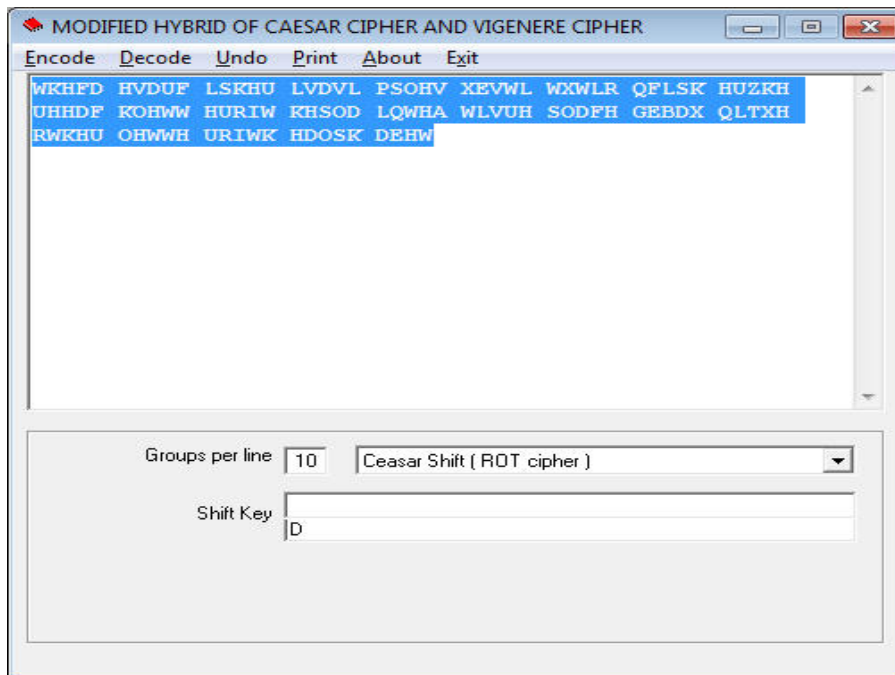 MODIFIED HYBRID OF CAESAR CIPHER AND VIGENERE CIPHER
Encode Decode Undo Print About Exit
WKHFD HVDUF LSKHU LVDVL PSOHV XEVWL WXWLR QFLSK HUZKH
UHHDF KOHWW HURIW KHSOD LQWHA WLVUH SODFH GEBDX QLTXH
RWKHU OHWWH URIWK HDOSK DEHW
Groups per line 10 Ceasar Shift ( ROT cipher )
Shift Key
D